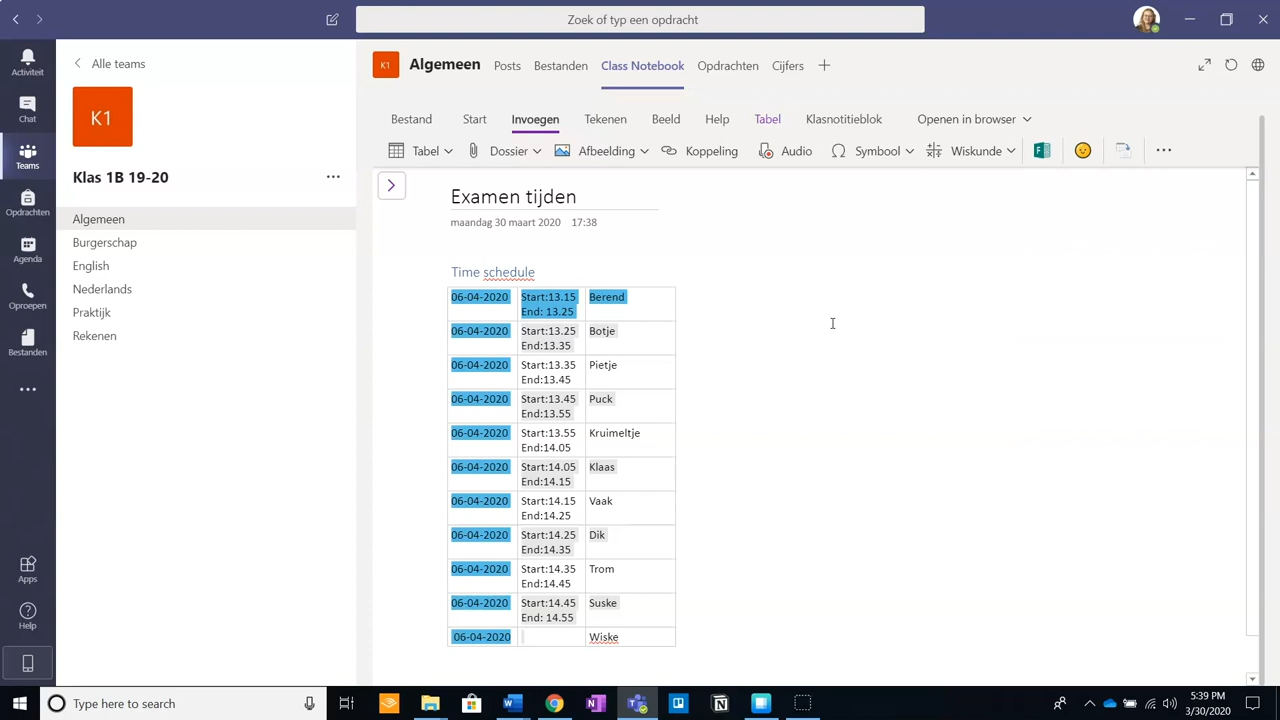 Zoek of typ een opdracht
Activiteit
Chat
Teams
Opdrachten
Agenda
Oproepen
Bestanden
Apps
Help
Alle teams
K1
Klas 1B 19-20
Algemeen
Burgerschap
English
Nederlands
Praktijk
Rekenen
K1 Algemeen Posts Bestanden Class Notebook Opdrachten Cijfers
Bestand Start Invoegen Tekenen Beeld Help Tabel Klasnotitieblok Openen in browser
Tabel Dossier Afbeelding Koppeling Audio Symbool Wiskunde
Examen tijden
maandag 30 maart 2020 17:38
Time schedule
06-04-2020 Start:13.15 Berend
End: 13.25
06-04-2020 Start:13.25 Botje
End:13.35
06-04-2020 Start:13.35 Pietje
End:13.45
06-04-2020 Start:13.45 Puck
End:13.55
06-04-2020 Start:13.55 Kruimeltje
End:14.05
06-04-2020 Start:14.05 Klaas
End:14.15
06-04-2020 Start:14.15 Vaak
End:14.25
06-04-2020 Start:14.25 Dik
End:14.35
06-04-2020 Start:14.35 Trom
End:14.45
06-04-2020 Start:14.45 Suske
End: 14.55
06-04-2020 Wiske
Type here to search
5:39 PM
3/30/2020